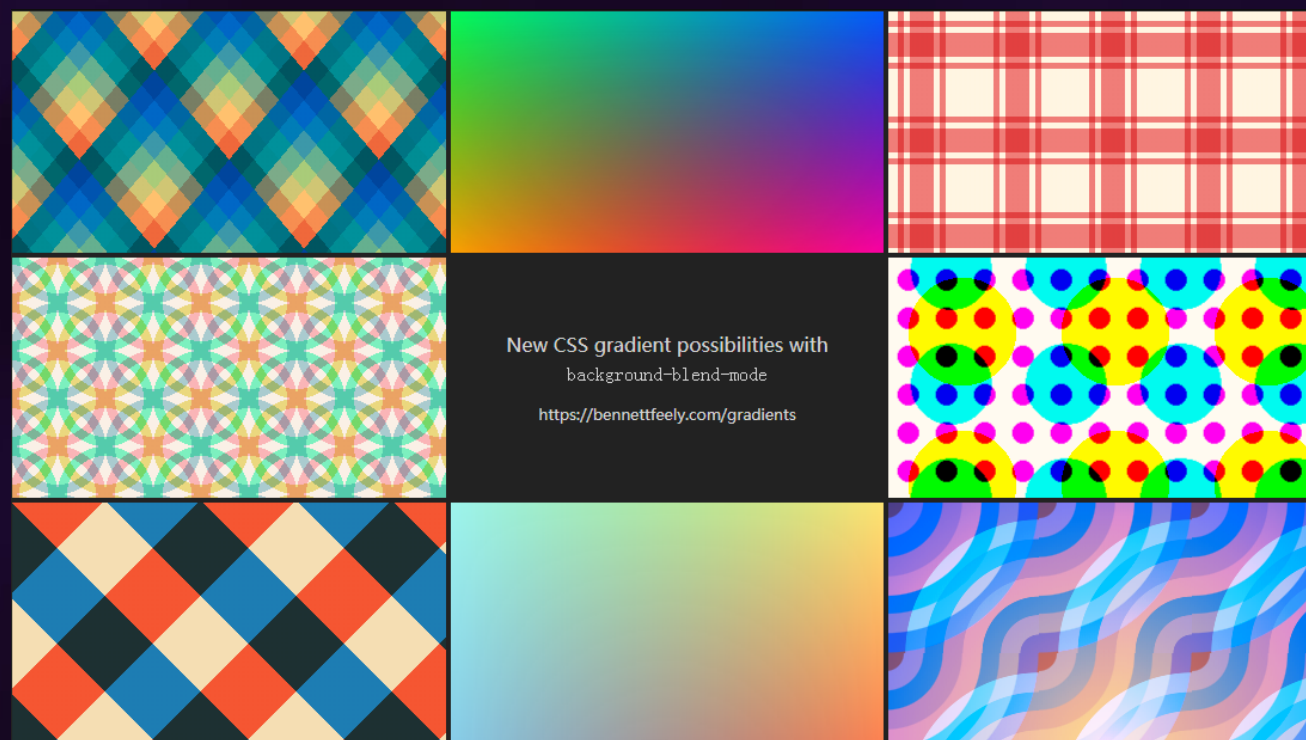 New CSS gradient possibilities with
background-blend-mode
https://bennettfeely.com/gradients